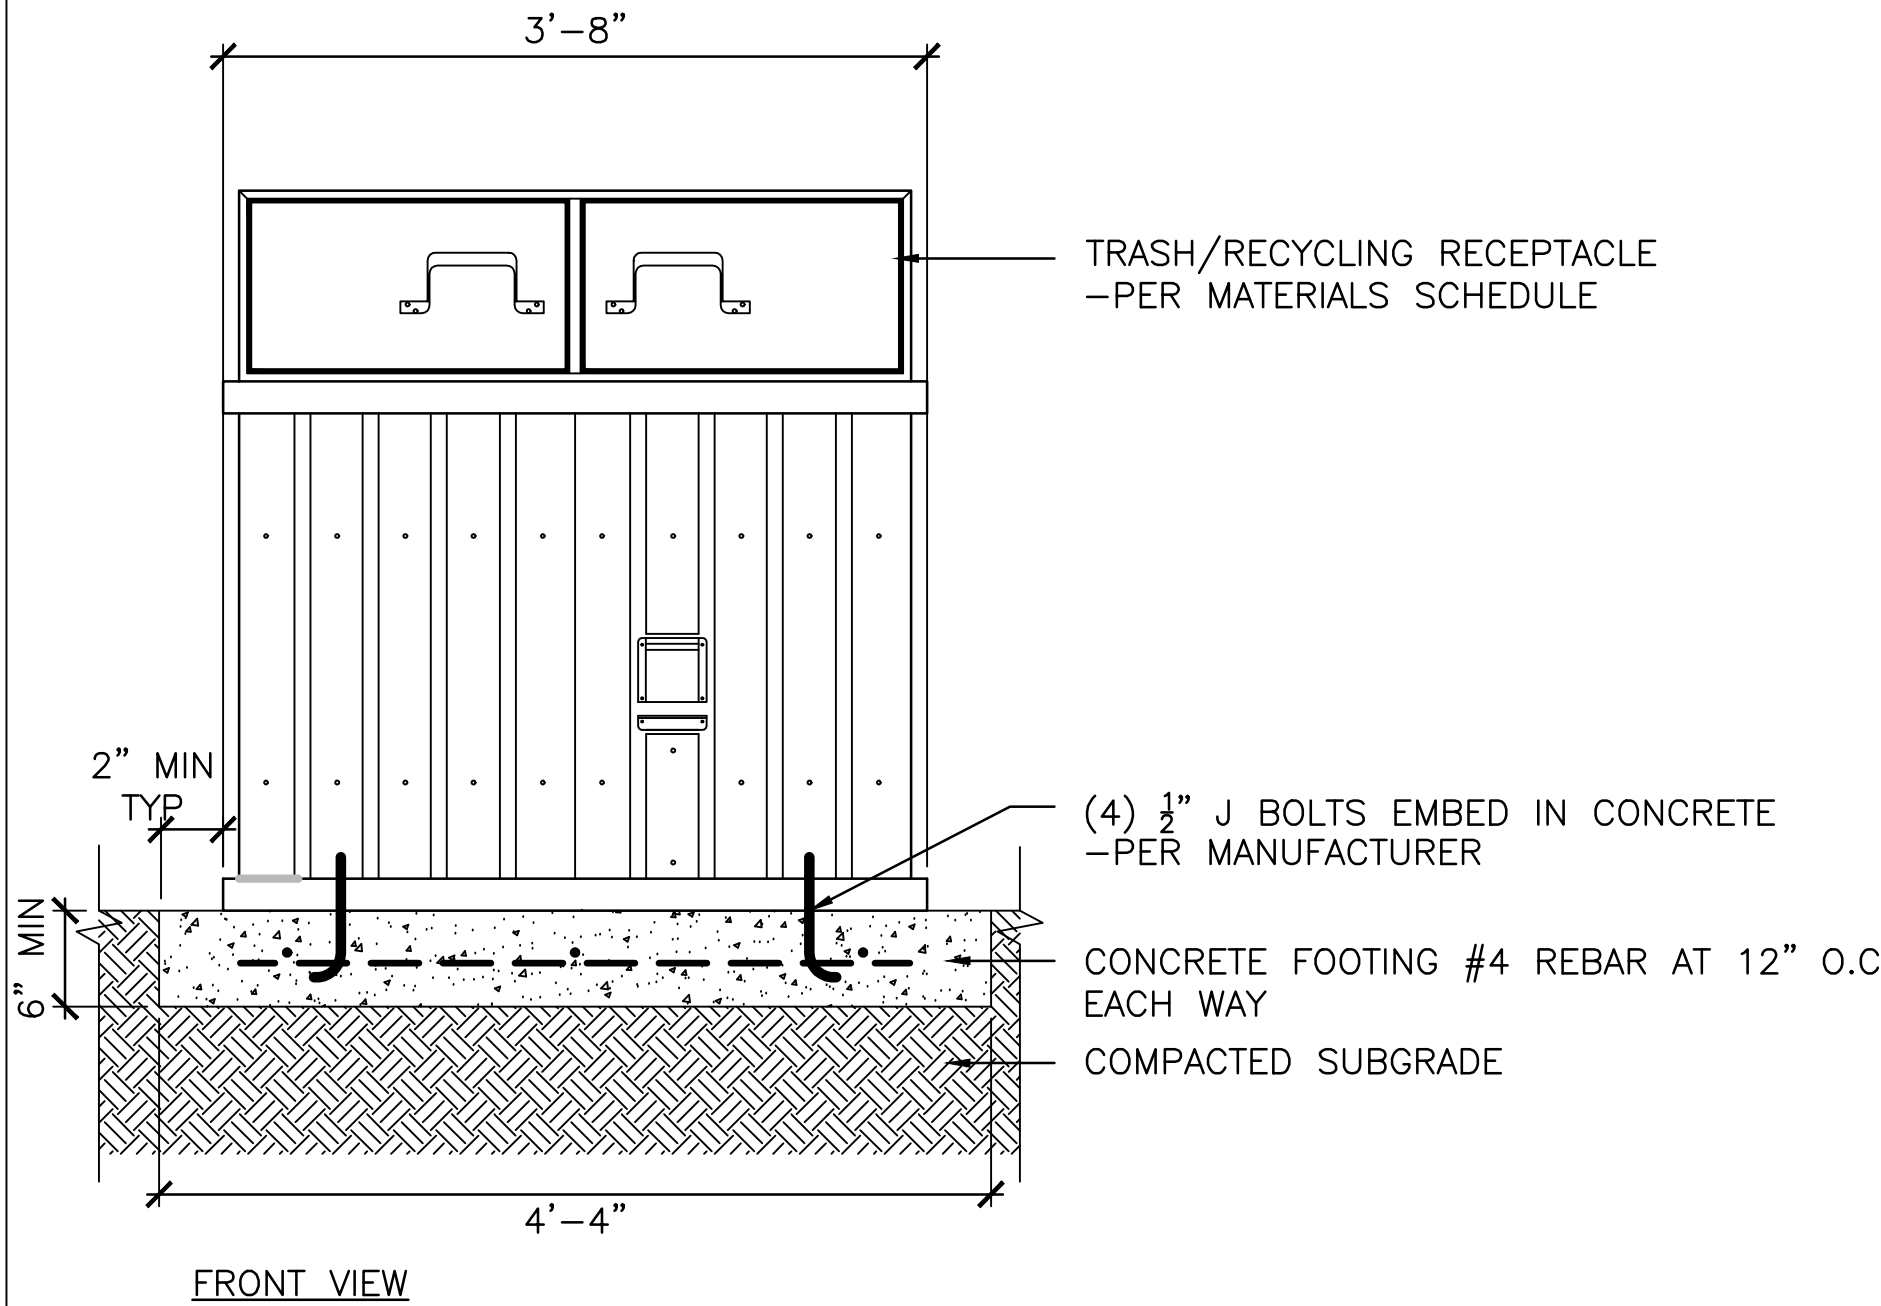 3'-8"
TRASH/RECYCLING RECEPTACLE
-PER MATERIALS SCHEDULE
2" MIN
TYP
(4) ½" J BOLTS EMBED IN CONCRETE
-PER MANUFACTURER
6" MIN
CONCRETE FOOTING #4 REBAR AT 12" O.C
EACH WAY
COMPACTED SUBGRADE
4'-4"
FRONT VIEW